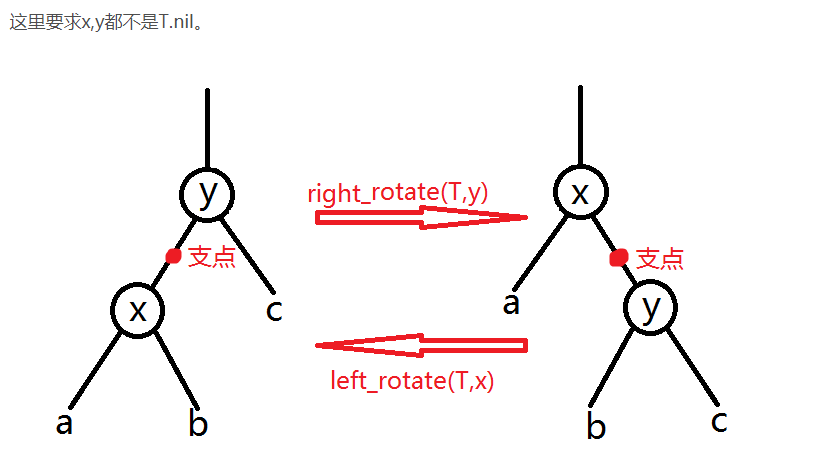 这里要求x,y都不是T.nil。
y
支点
x
c
a
b
right_rotate(T,y)
left_rotate(T,x)
x
支点
a
y
b
c